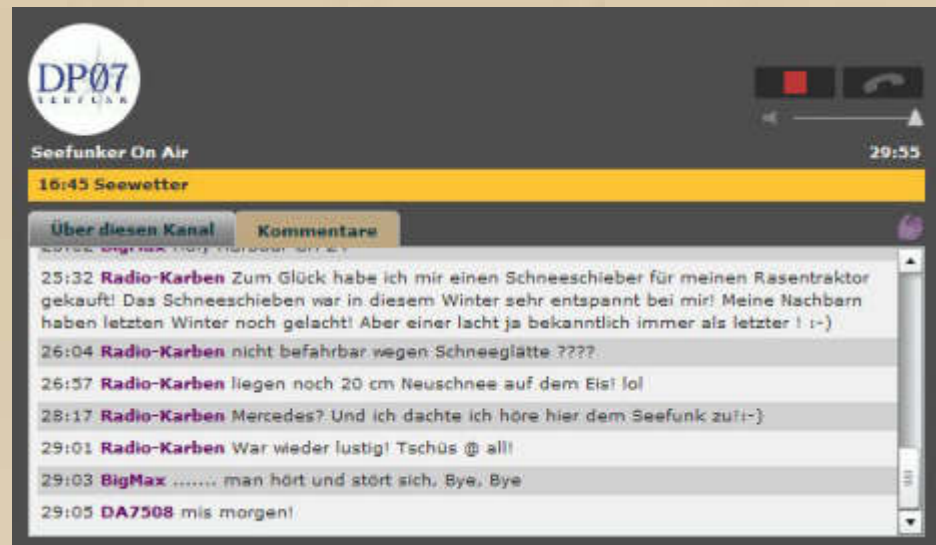 DP07
SEEFUNK
Seefunker On Air
29:55
16:45 Seewetter
Über diesen Kanal
Kommentare
25:32 Radio-Karben Zum Glück habe ich mir einen Schneeschieber für meinen Rasentraktor
gekauft! Das Schneeschieben war in diesem Winter sehr entspannt bei mir! Meine Nachbarn
haben letzten Winter noch gelacht! Aber einer lacht ja bekanntlich immer als letzter ! :-)
26:04 Radio-Karben nicht befahrbar wegen Schneeglätte ????
26:57 Radio-Karben liegen noch 20 cm Neuschnee auf dem Eis! lol
28:17 Radio-Karben Mercedes? Und ich dachte ich höre hier dem Seefunk zu!:-)
29:01 Radio-Karben War wieder lustig! Tschüs @ all!
29:03 BigMax ....... man hört und stört sich, Bye, Bye
29:05 DA7508 mis morgen!